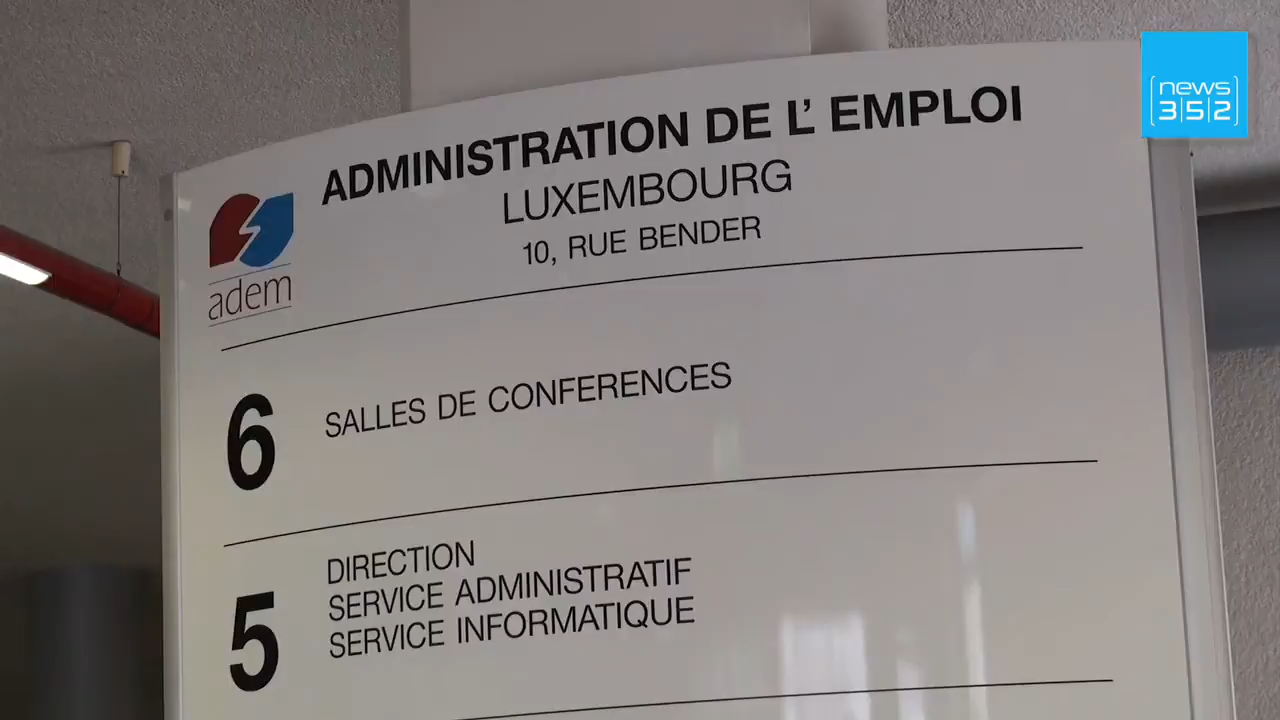 news
352
ADMINISTRATION DE L' EMPLOI
LUXEMBOURG
10, RUE BENDER
adem
6
SALLES DE CONFERENCES
5
DIRECTION
SERVICE ADMINISTRATIF
SERVICE INFORMATIQUE